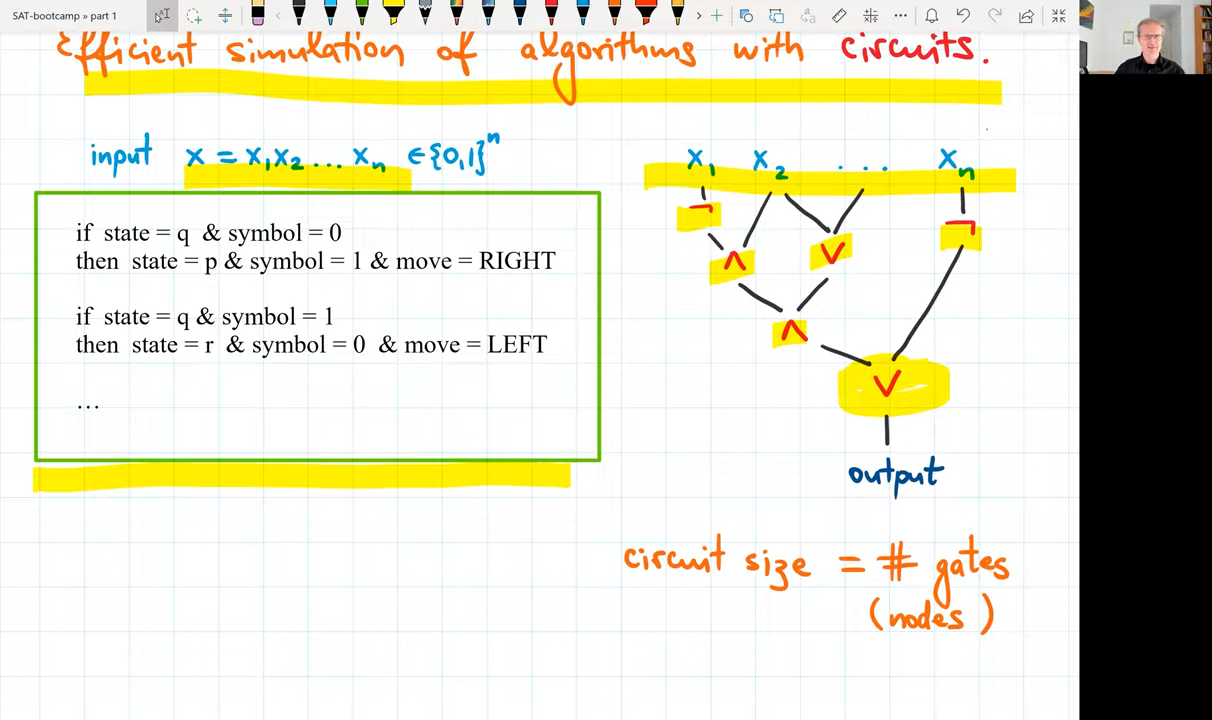 SAT-bootcamp » part 1
Efficient simulation of algorithms with circuits.
input x = x₁x₂ ... xₙ ∈{0,1}ⁿ
if state = q & symbol = 0
then state = p & symbol = 1 & move = RIGHT
if state = q & symbol = 1
then state = r & symbol = 0 & move = LEFT
...
x₁ x₂ ... xₙ
¬ ¬
∧ ∨
∧
∨
output
circuit size = # gates
(nodes)